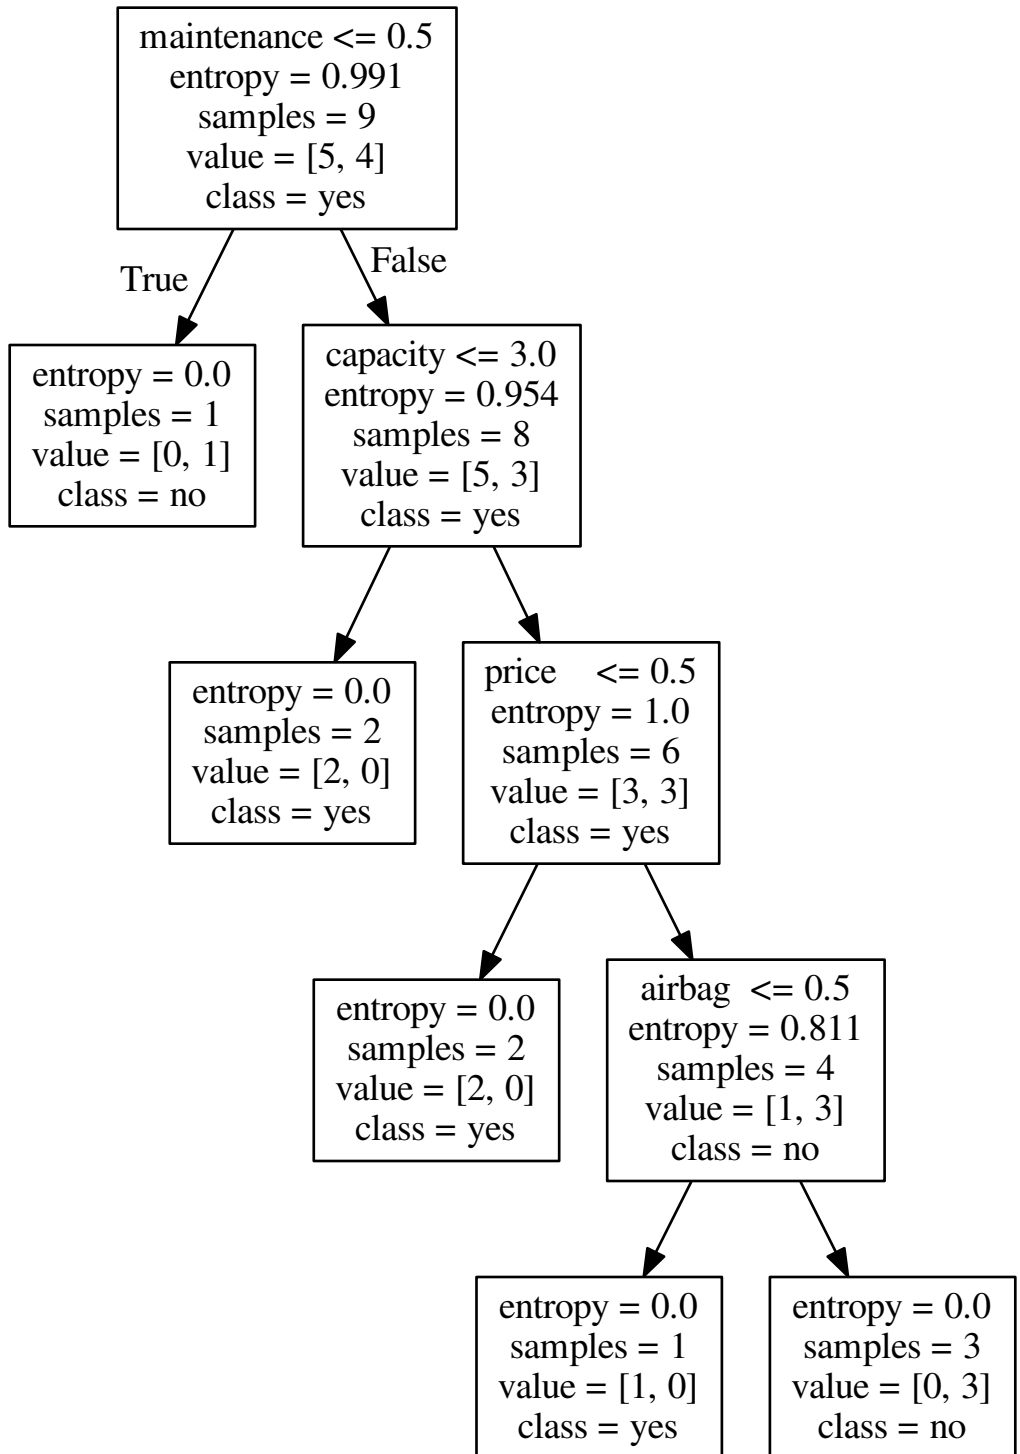 maintenance <= 0.5
entropy = 0.991
samples = 9
value = [5, 4]
class = yes
True
False
entropy = 0.0
samples = 1
value = [0, 1]
class = no
capacity <= 3.0
entropy = 0.954
samples = 8
value = [5, 3]
class = yes
entropy = 0.0
samples = 2
value = [2, 0]
class = yes
price <= 0.5
entropy = 1.0
samples = 6
value = [3, 3]
class = yes
entropy = 0.0
samples = 2
value = [2, 0]
class = yes
airbag <= 0.5
entropy = 0.811
samples = 4
value = [1, 3]
class = no
entropy = 0.0
samples = 1
value = [1, 0]
class = yes
entropy = 0.0
samples = 3
value = [0, 3]
class = no